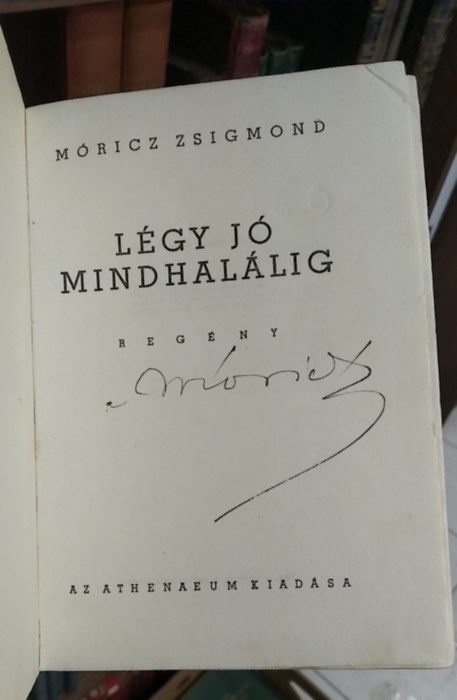 MÓRICZ ZSIGMOND
LÉGY JÓ
MINDHALÁLIG
REGÉNY
Móricz
AZ ATHENAEUM KIADÁSA